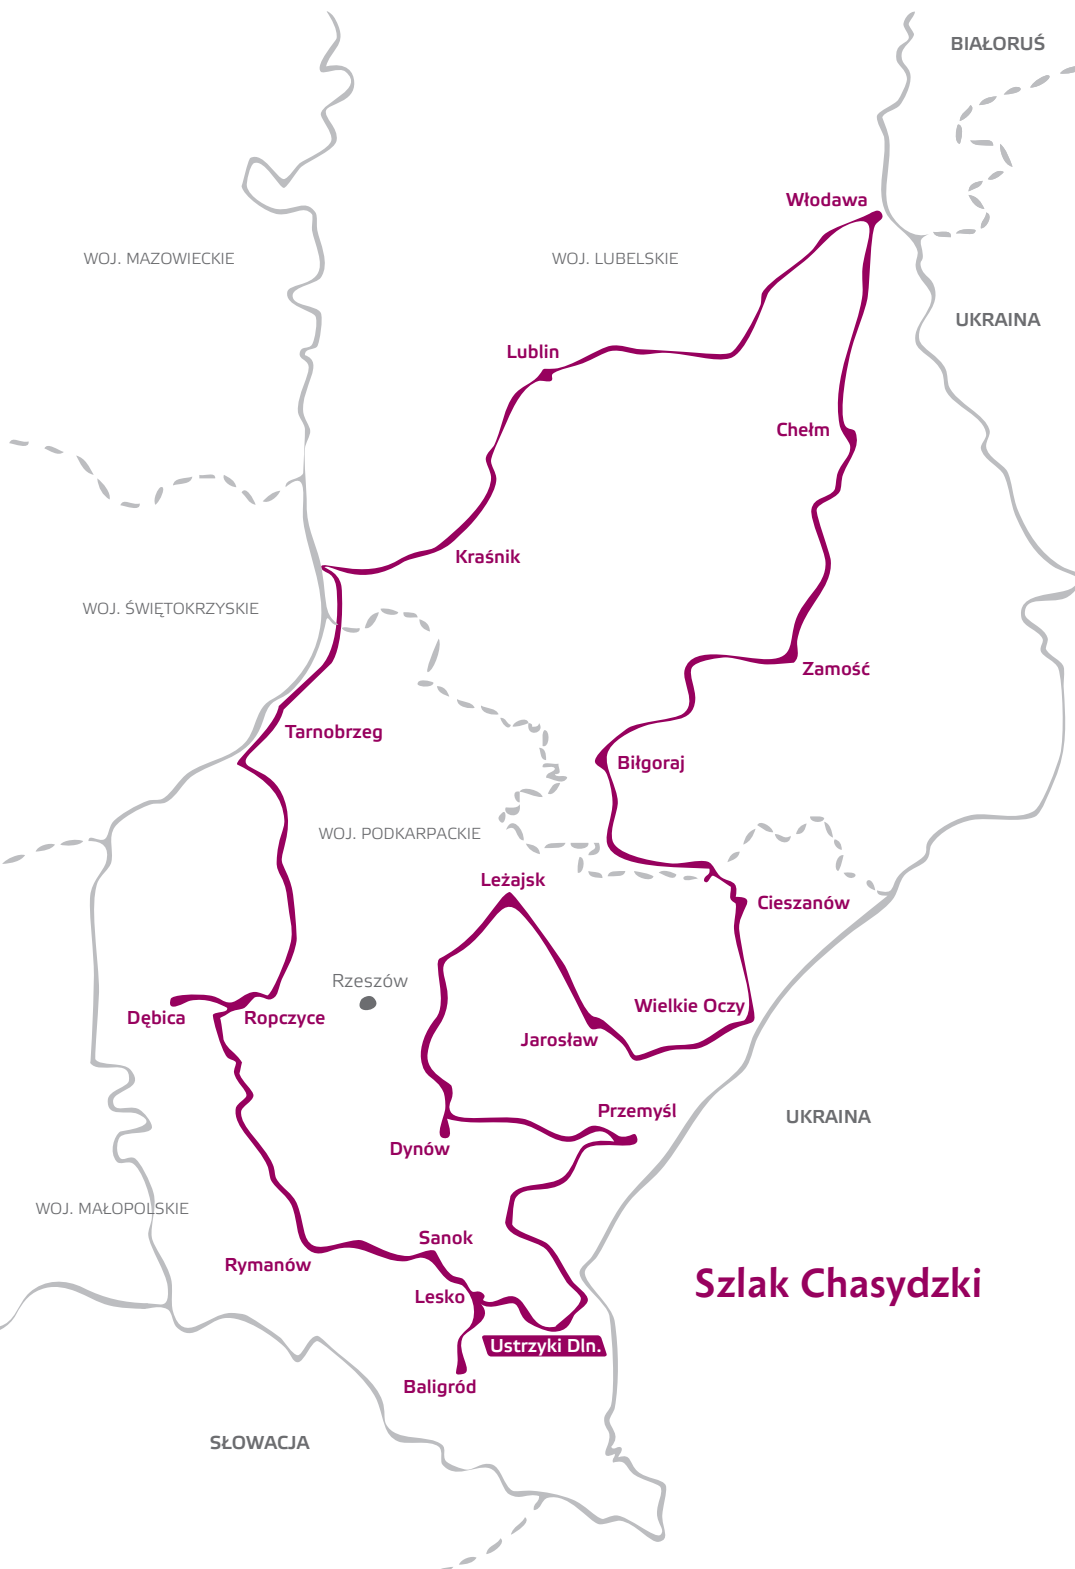 BIAŁORUŚ
Włodawa
WOJ. MAZOWIECKIE
WOJ. LUBELSKIE
UKRAINA
Lublin
Chełm
Kraśnik
WOJ. ŚWIĘTOKRZYSKIE
Zamość
Tarnobrzeg
Biłgoraj
WOJ. PODKARPACKIE
Leżajsk
Cieszanów
Rzeszów
Wielkie Oczy
Dębica
Ropczyce
Jarosław
Przemyśl
UKRAINA
Dynów
WOJ. MAŁOPOLSKIE
Sanok
Rymanów
Szlak Chasydzki
Lesko
Ustrzyki Dln.
Baligród
SŁOWACJA